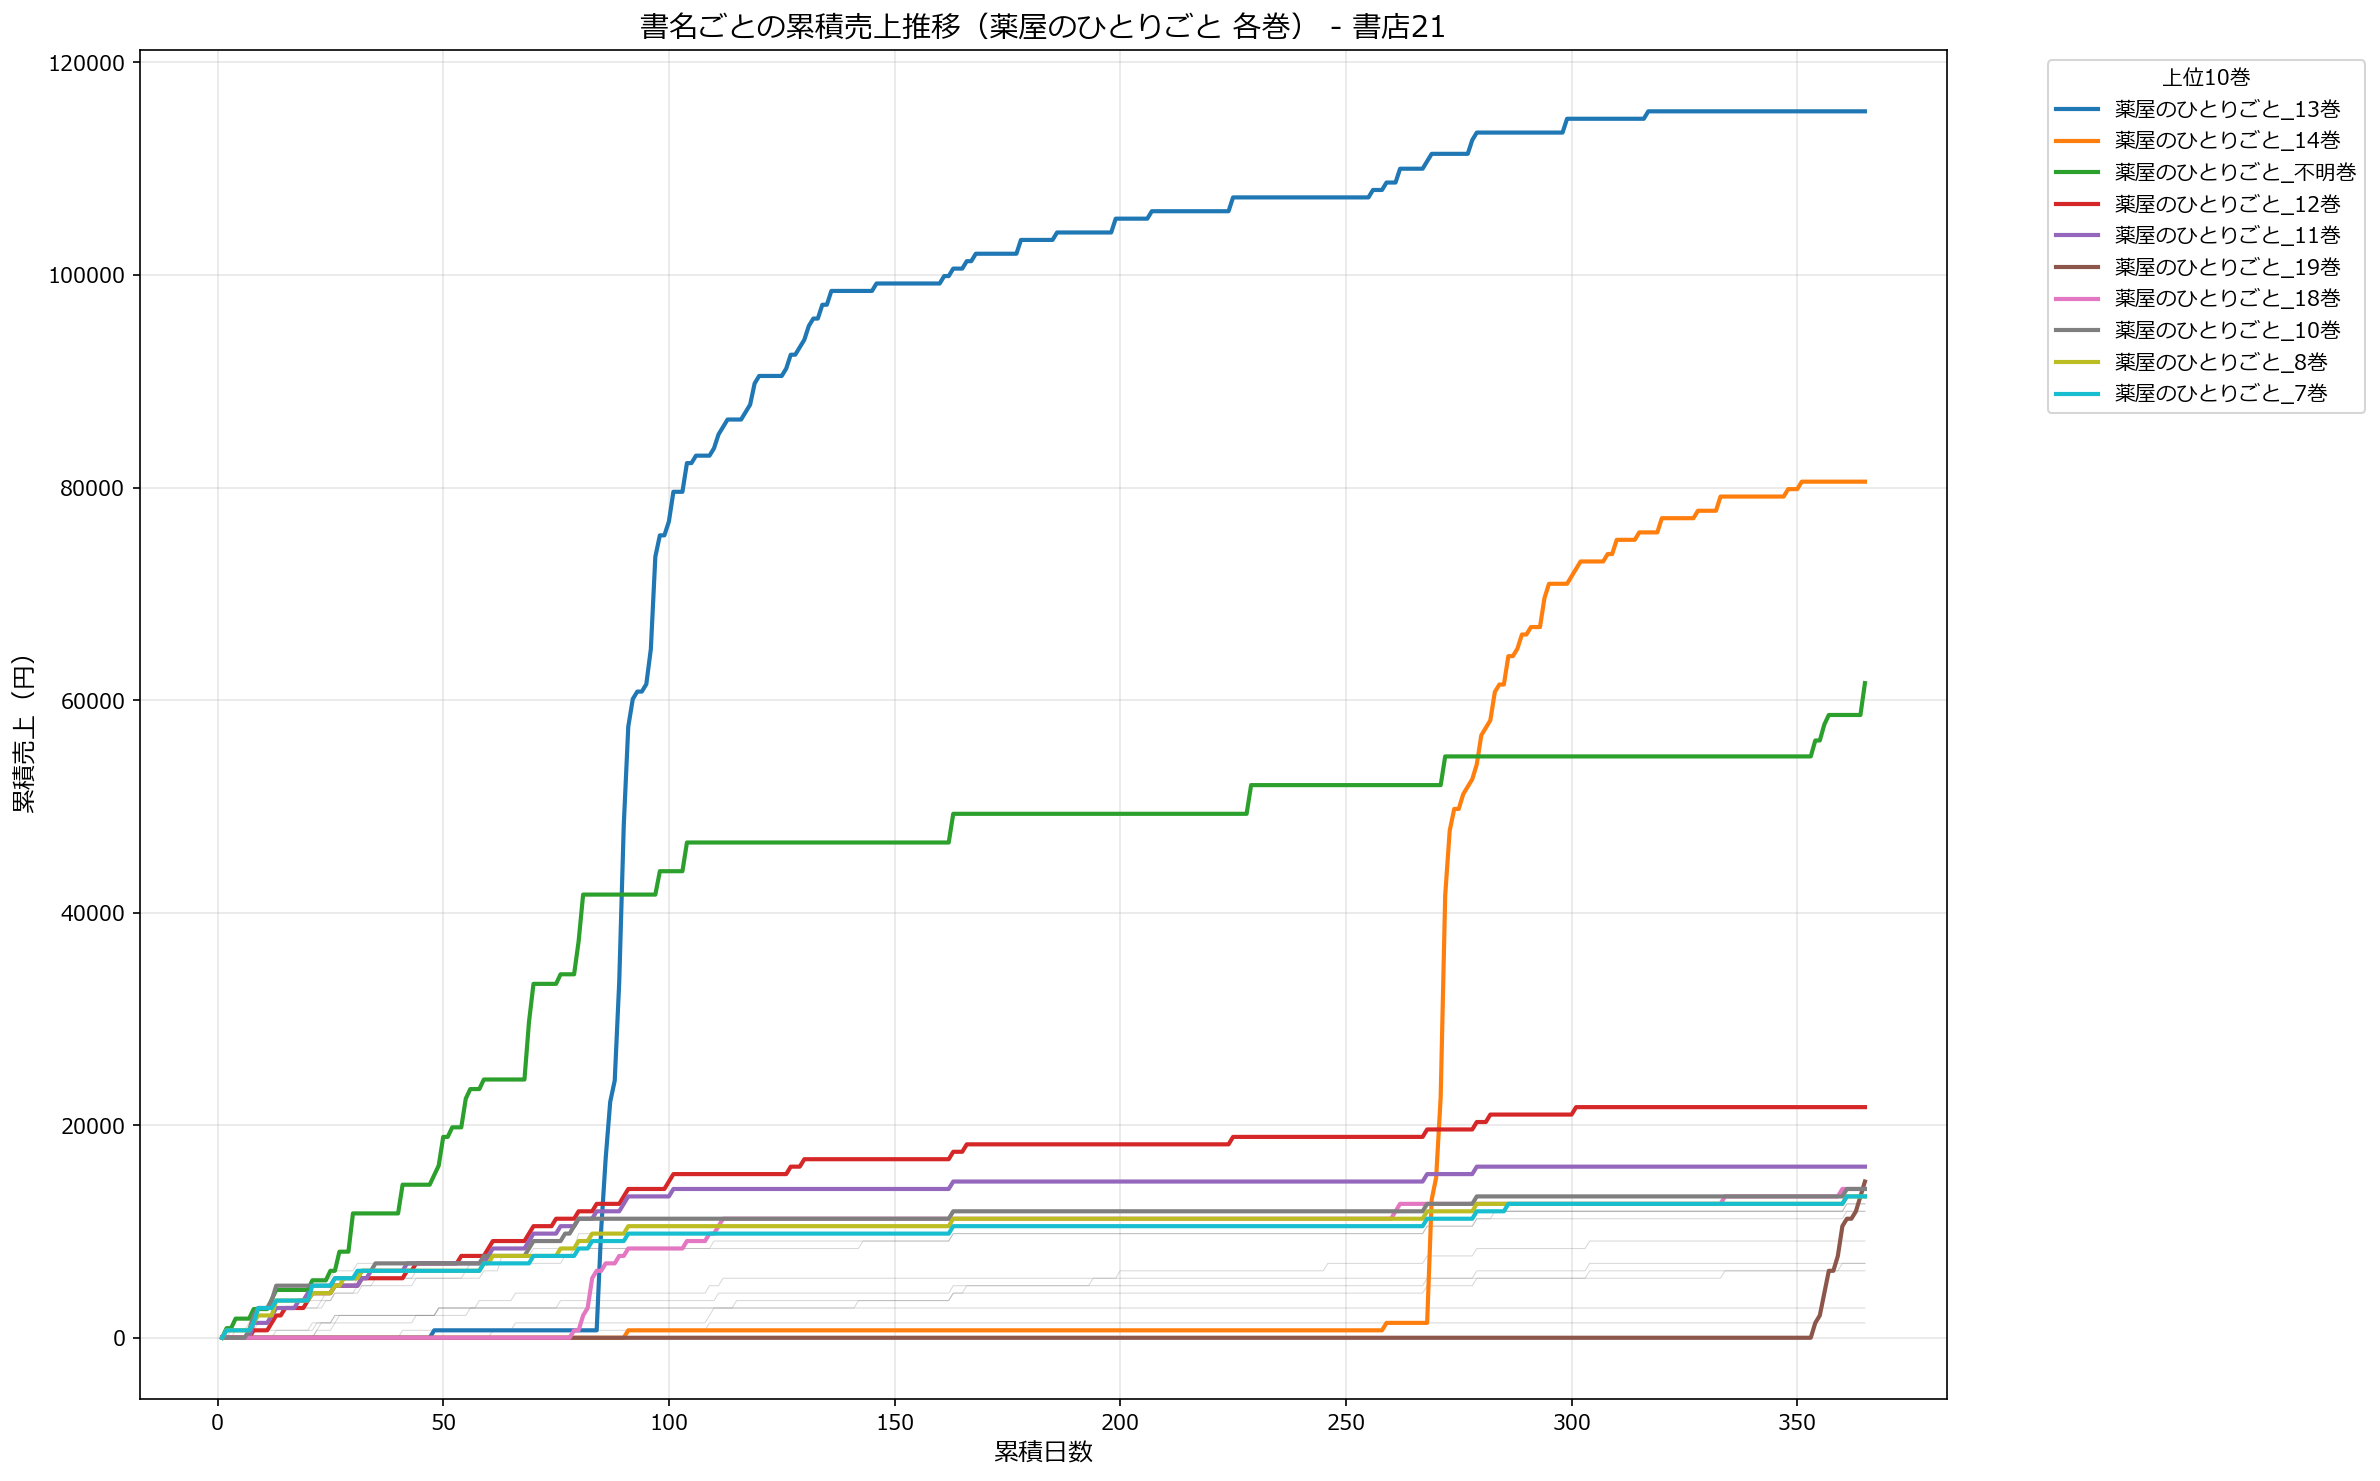 書名ごとの累積売上推移（薬屋のひとりごと 各巻） - 書店21
累積売上（円）
120000
100000
80000
60000
40000
20000
0
0
50
100
150
200
250
300
350
累積日数
上位10巻
薬屋のひとりごと_13巻
薬屋のひとりごと_14巻
薬屋のひとりごと_不明巻
薬屋のひとりごと_12巻
薬屋のひとりごと_11巻
薬屋のひとりごと_19巻
薬屋のひとりごと_18巻
薬屋のひとりごと_10巻
薬屋のひとりごと_8巻
薬屋のひとりごと_7巻